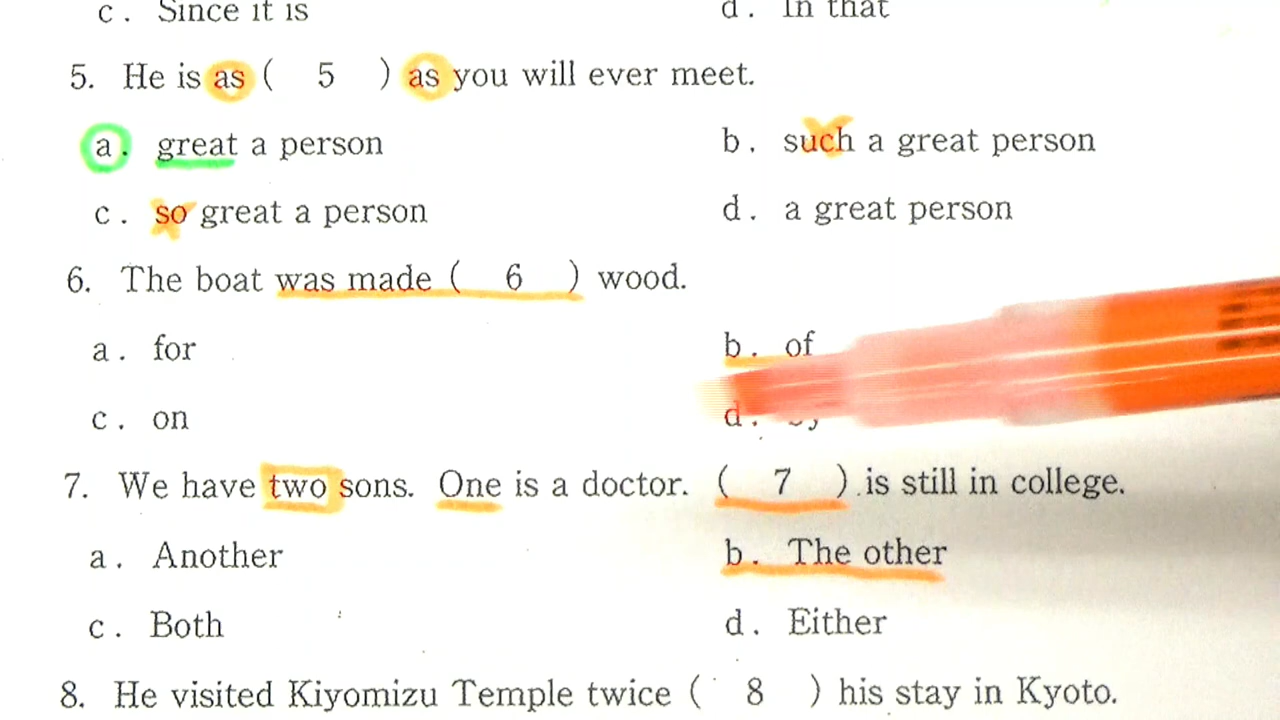 c. Since it is
d. In that
5. He is as ( 5 ) as you will ever meet.
a. great a person
b. such a great person
c. so great a person
d. a great person
6. The boat was made ( 6 ) wood.
a. for
b. of
c. on
d.
7. We have two sons. One is a doctor. ( 7 ) is still in college.
a. Another
b. The other
c. Both
d. Either
8. He visited Kiyomizu Temple twice ( 8 ) his stay in Kyoto.